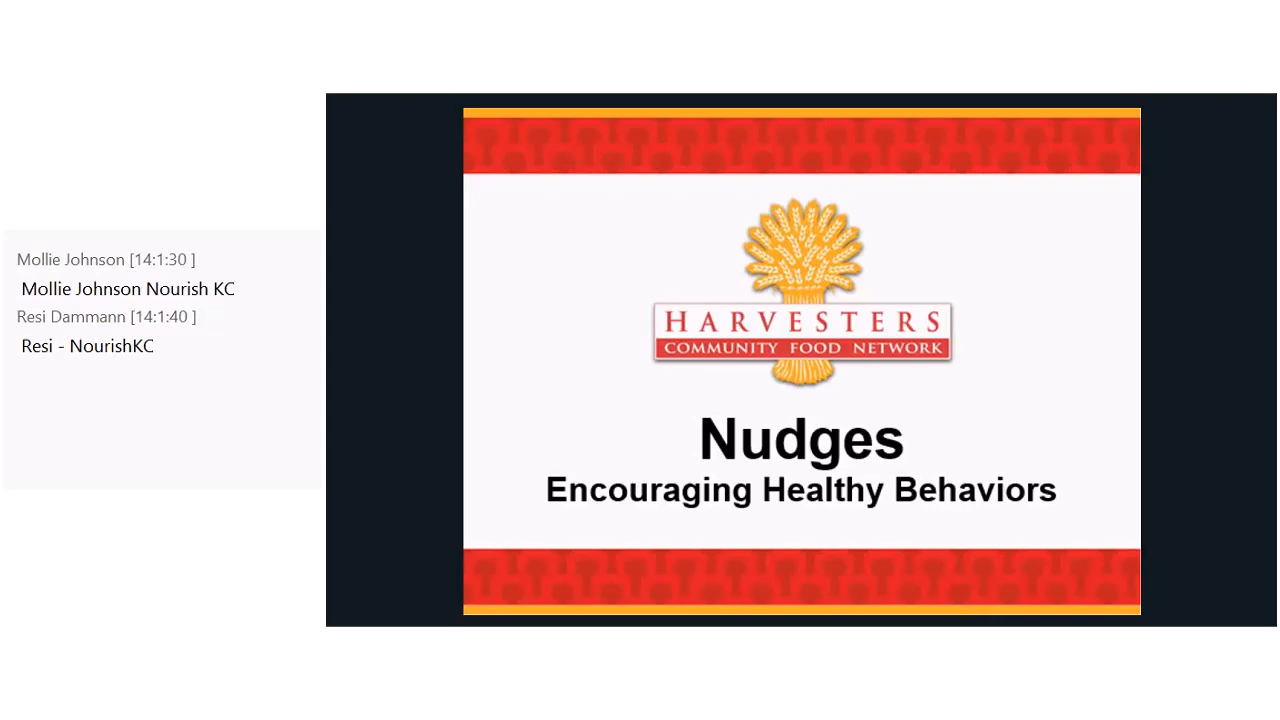 Mollie Johnson [14:1:30 ]
Mollie Johnson Nourish KC
Resi Dammann [14:1:40 ]
Resi - NourishKC
HARVESTERS
COMMUNITY FOOD NETWORK
Nudges
Encouraging Healthy Behaviors